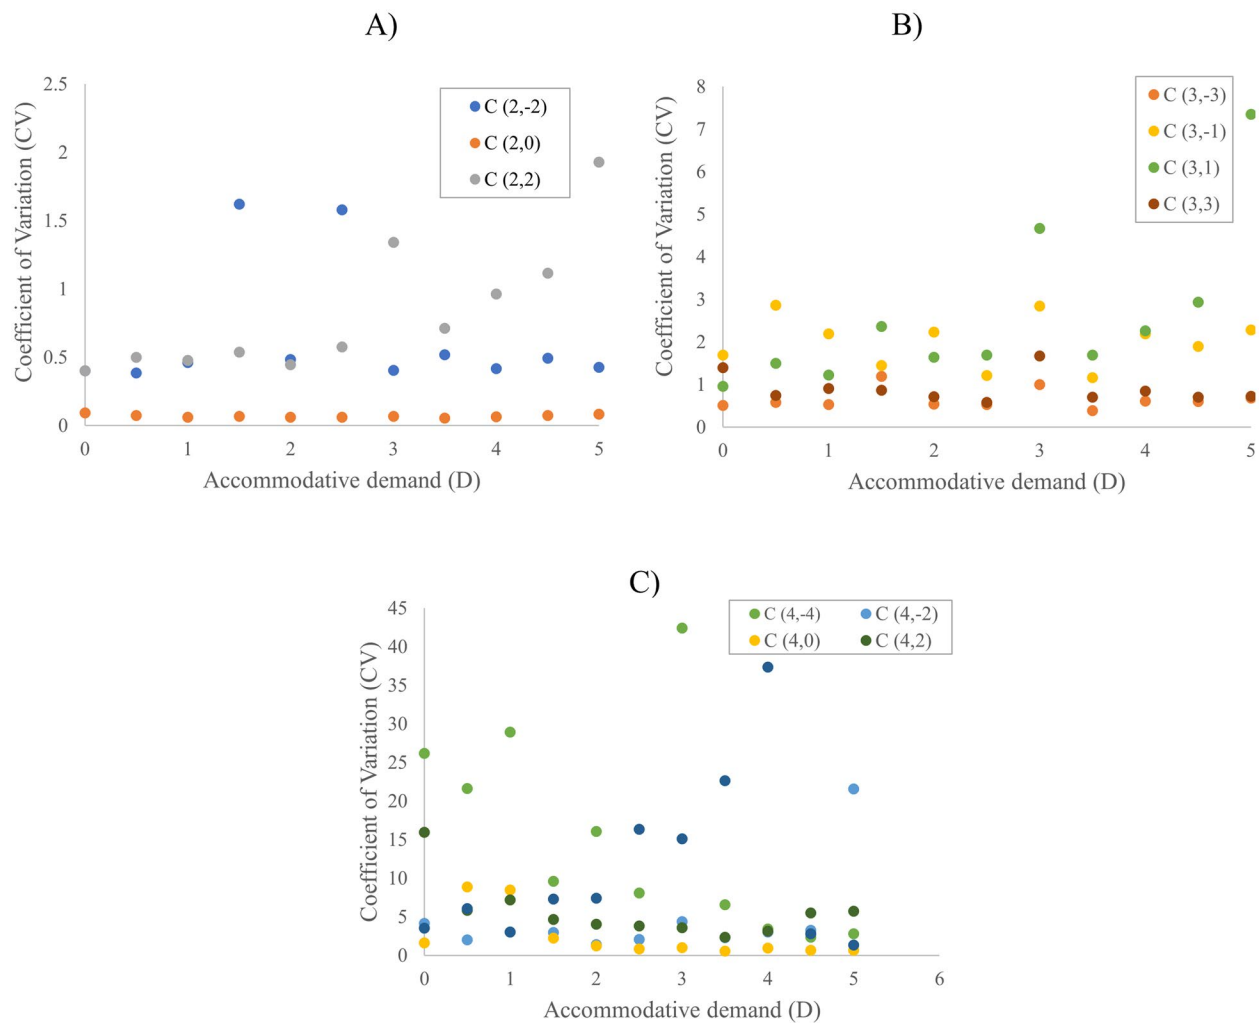 A)
Coefficient of Variation (CV)
2.5
2
1.5
1
0.5
0
0 1 2 3 4 5
Accommodative demand (D)
C (2,-2)
C (2,0)
C (2,2)
B)
Coefficient of Variation (CV)
8
7
6
5
4
3
2
1
0
0 1 2 3 4 5
Accommodative demand (D)
C (3,-3)
C (3,-1)
C (3,1)
C (3,3)
C)
Coefficient of Variation (CV)
45
40
35
30
25
20
15
10
5
0
0 1 2 3 4 5 6
Accommodative demand (D)
C (4,-4) C (4,-2)
C (4,0) C (4,2)